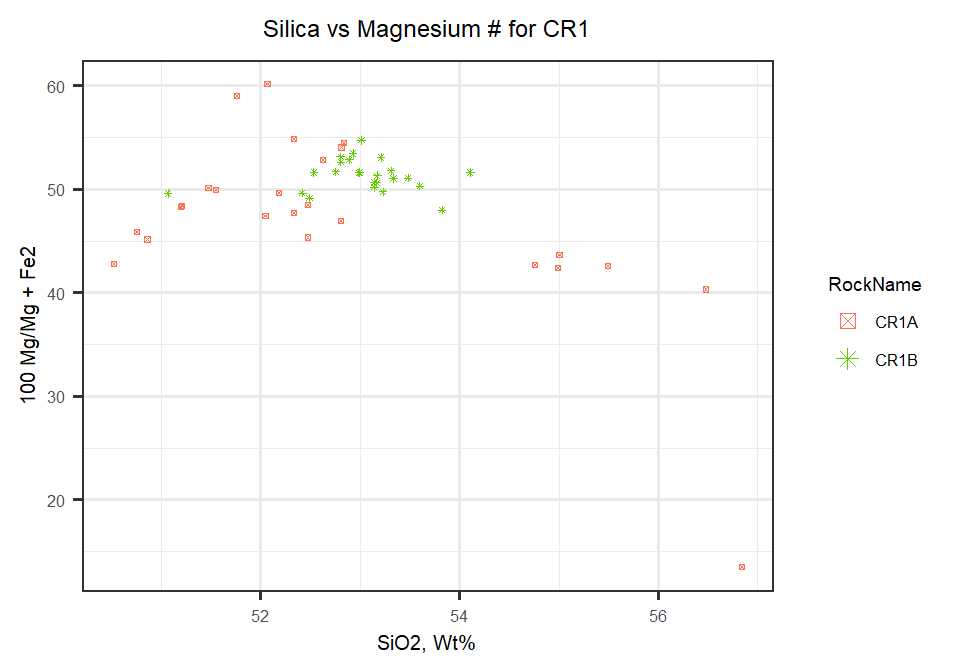 Silica vs Magnesium # for CR1
100 Mg/Mg + Fe2
60
50
40
30
20
52
54
56
SiO2, Wt%
RockName
CR1A
CR1B